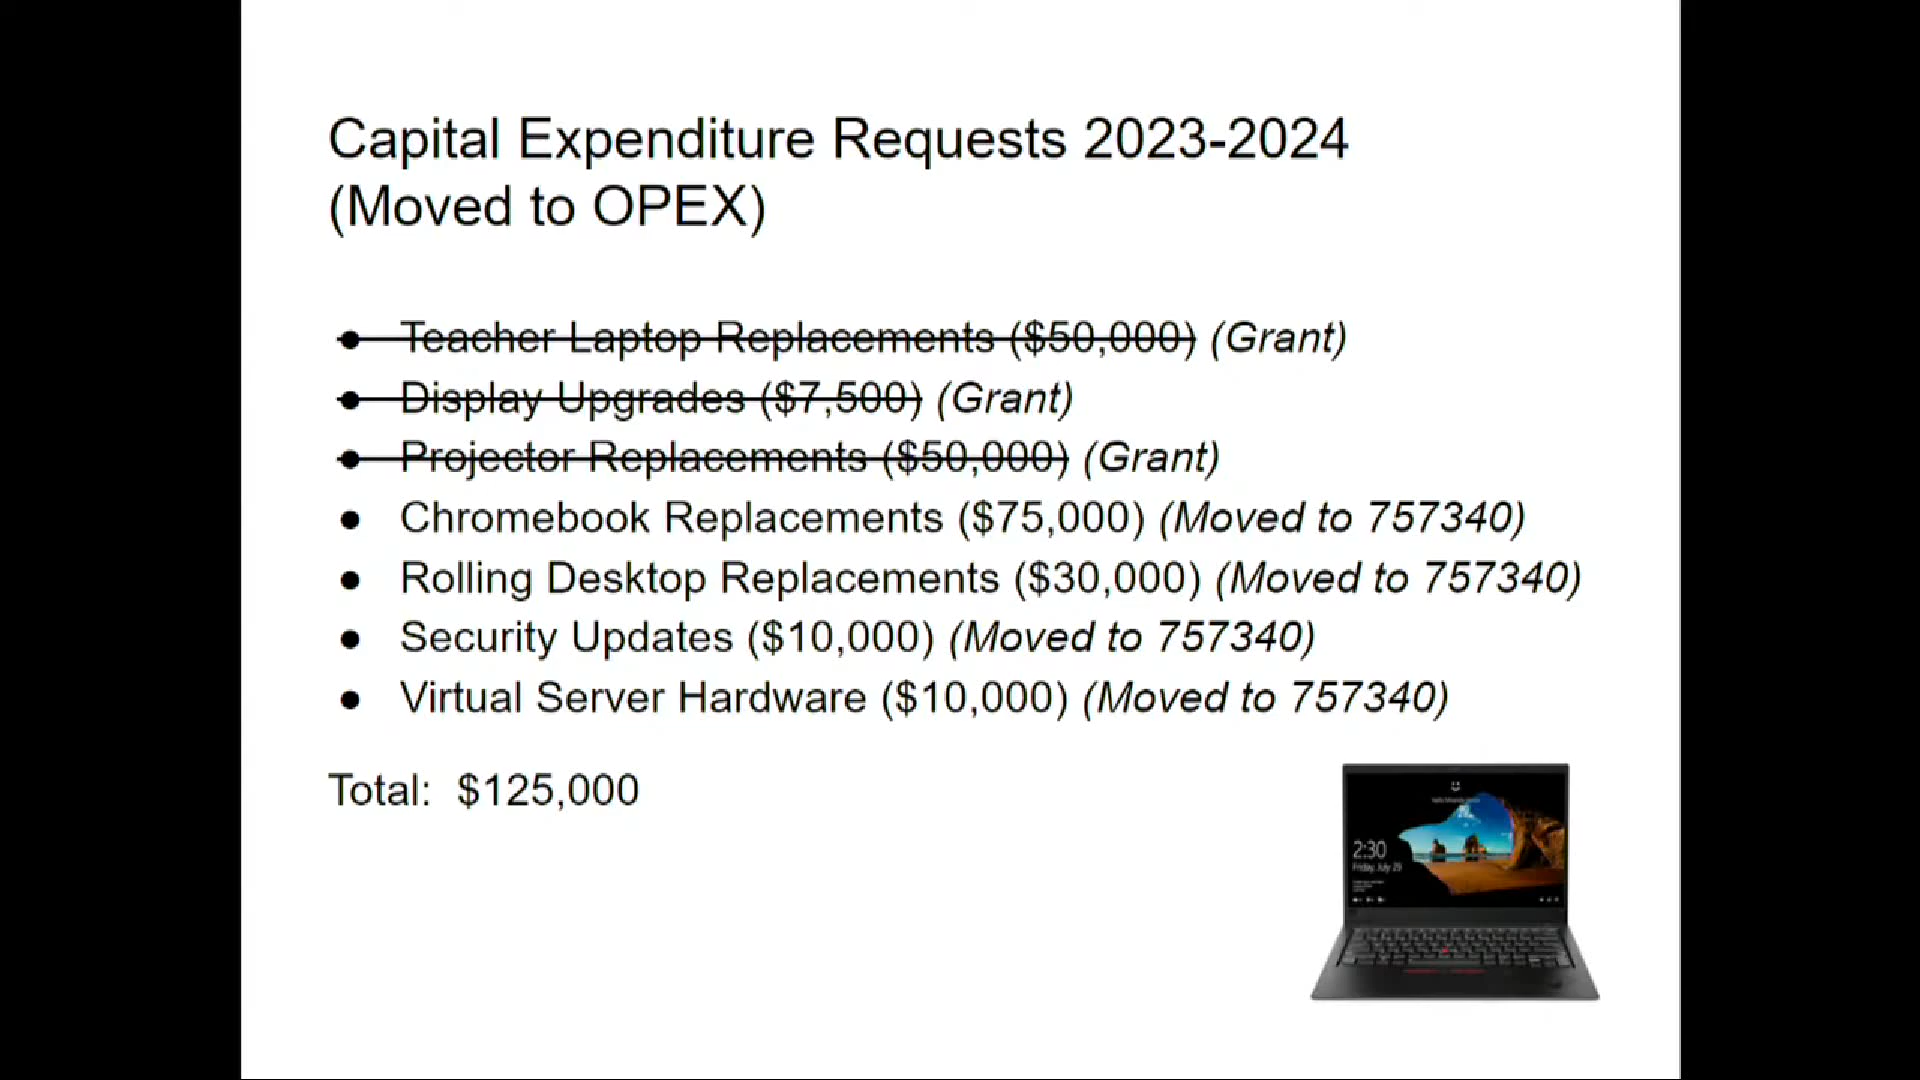 Capital Expenditure Requests 2023-2024
(Moved to OPEX)
● Teacher Laptop Replacements ($50,000) (Grant)
● Display Upgrades ($7,500) (Grant)
● Projector Replacements ($50,000) (Grant)
● Chromebook Replacements ($75,000) (Moved to 757340)
● Rolling Desktop Replacements ($30,000) (Moved to 757340)
● Security Updates ($10,000) (Moved to 757340)
● Virtual Server Hardware ($10,000) (Moved to 757340)
Total: $125,000
2:30
Friday, July 29